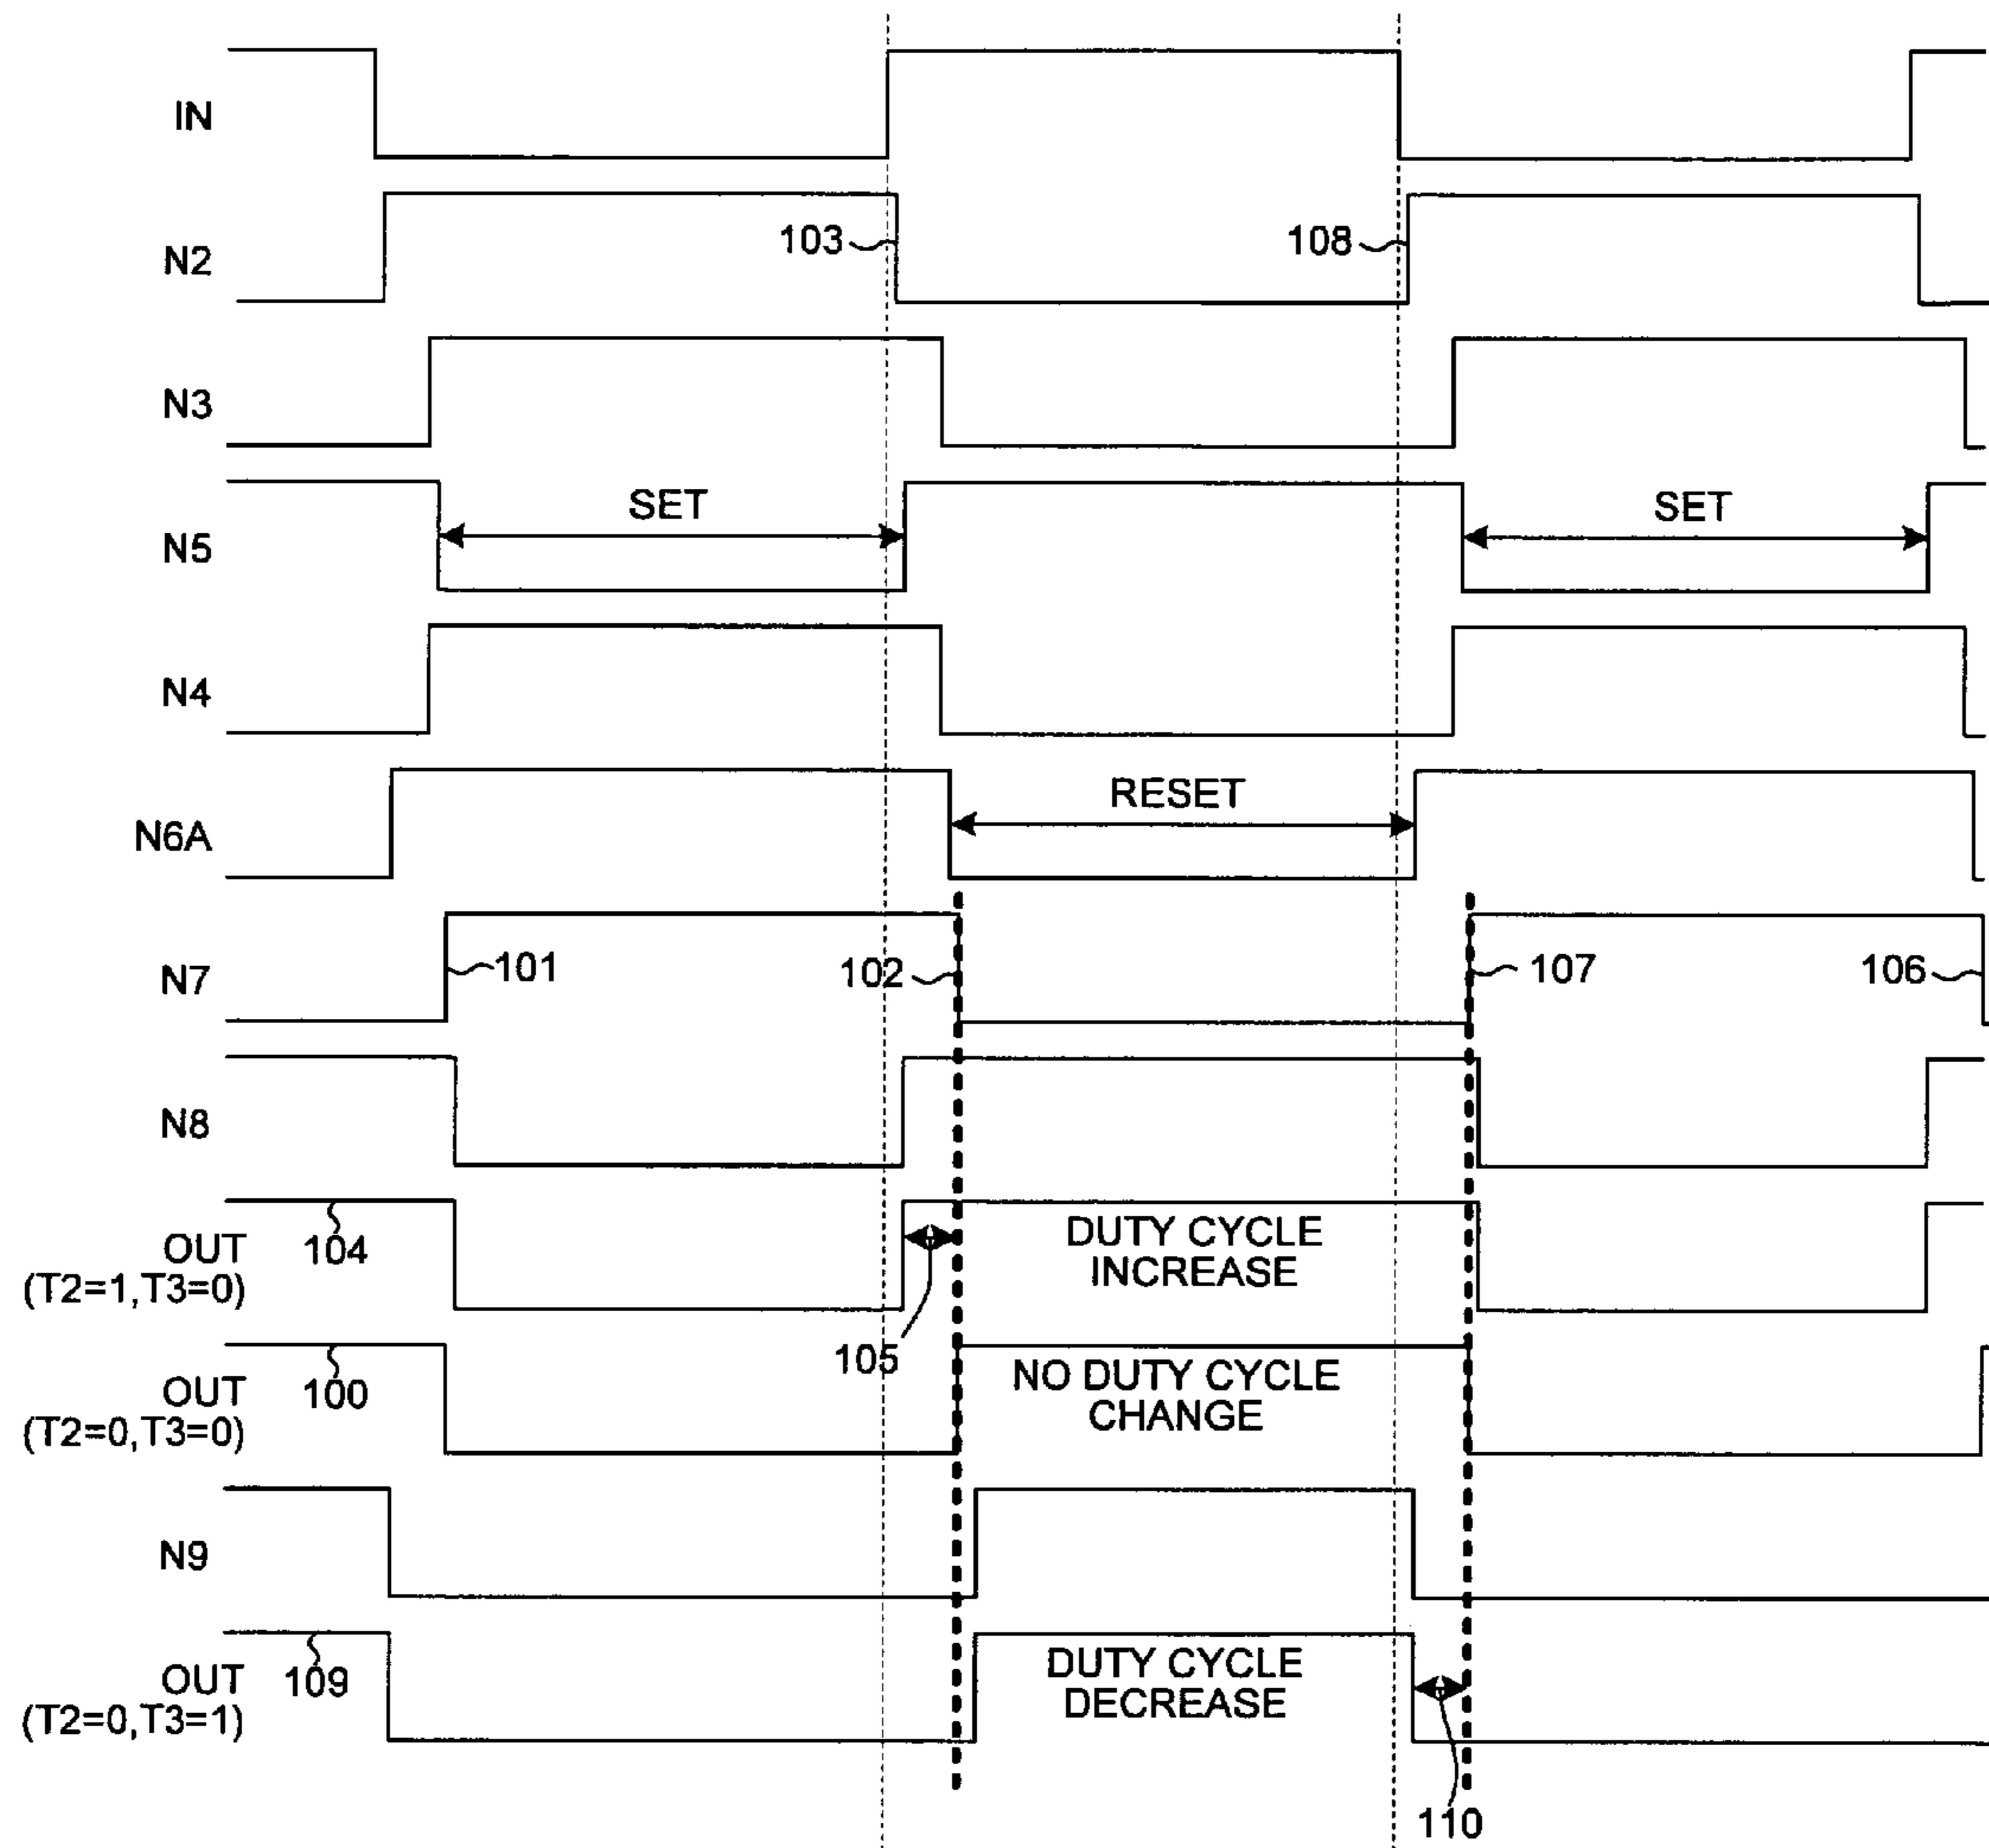 IN
N2
103
108
N3
N5
SET
SET
N4
N6A
RESET
N7
101
102
107
106
N8
OUT
(T2=1,T3=0)
104
DUTY CYCLE
INCREASE
105
OUT
(T2=0,T3=0)
100
NO DUTY CYCLE
CHANGE
N9
OUT
(T2=0,T3=1)
109
DUTY CYCLE
DECREASE
110